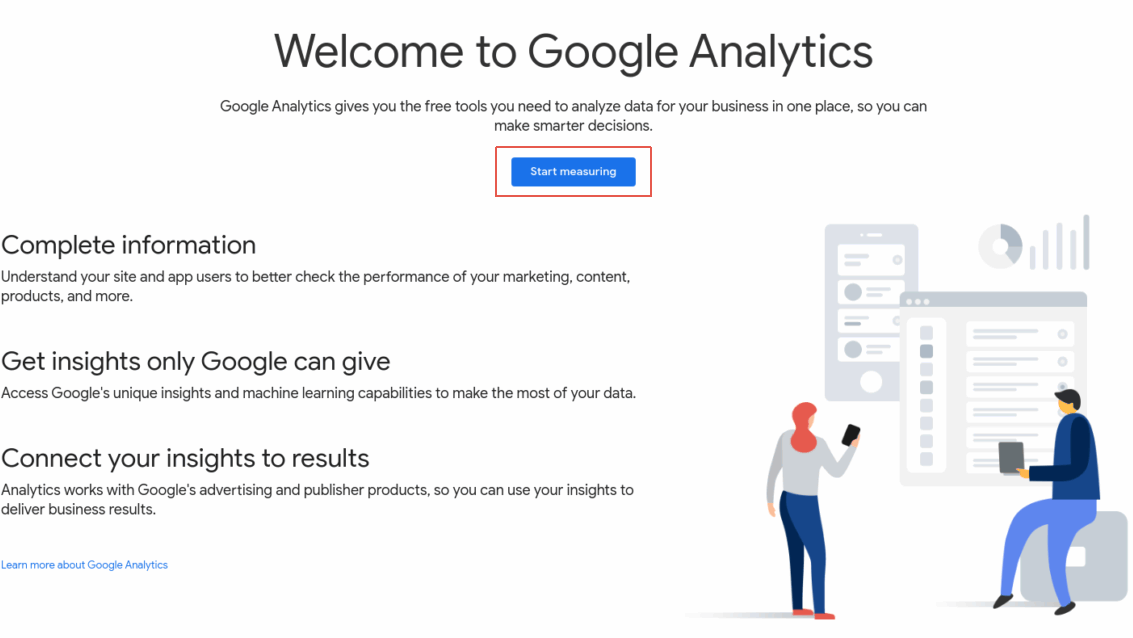 Welcome to Google Analytics
Google Analytics gives you the free tools you need to analyze data for your business in one place, so you can
make smarter decisions.
Start measuring
Complete information
Understand your site and app users to better check the performance of your marketing, content,
products, and more.
Get insights only Google can give
Access Google's unique insights and machine learning capabilities to make the most of your data.
Connect your insights to results
Analytics works with Google's advertising and publisher products, so you can use your insights to
deliver business results.
Learn more about Google Analytics